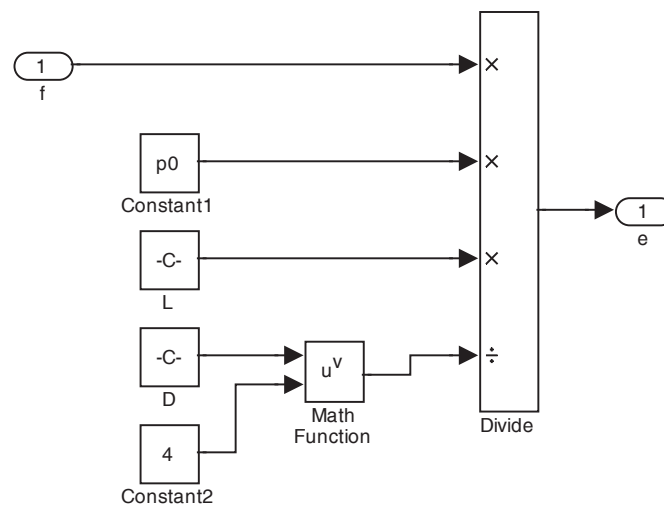 1
f
×
p0
Constant1
×
1
e
-C-
L
×
-C-
D
u^v
Math
Function
÷
Divide
4
Constant2